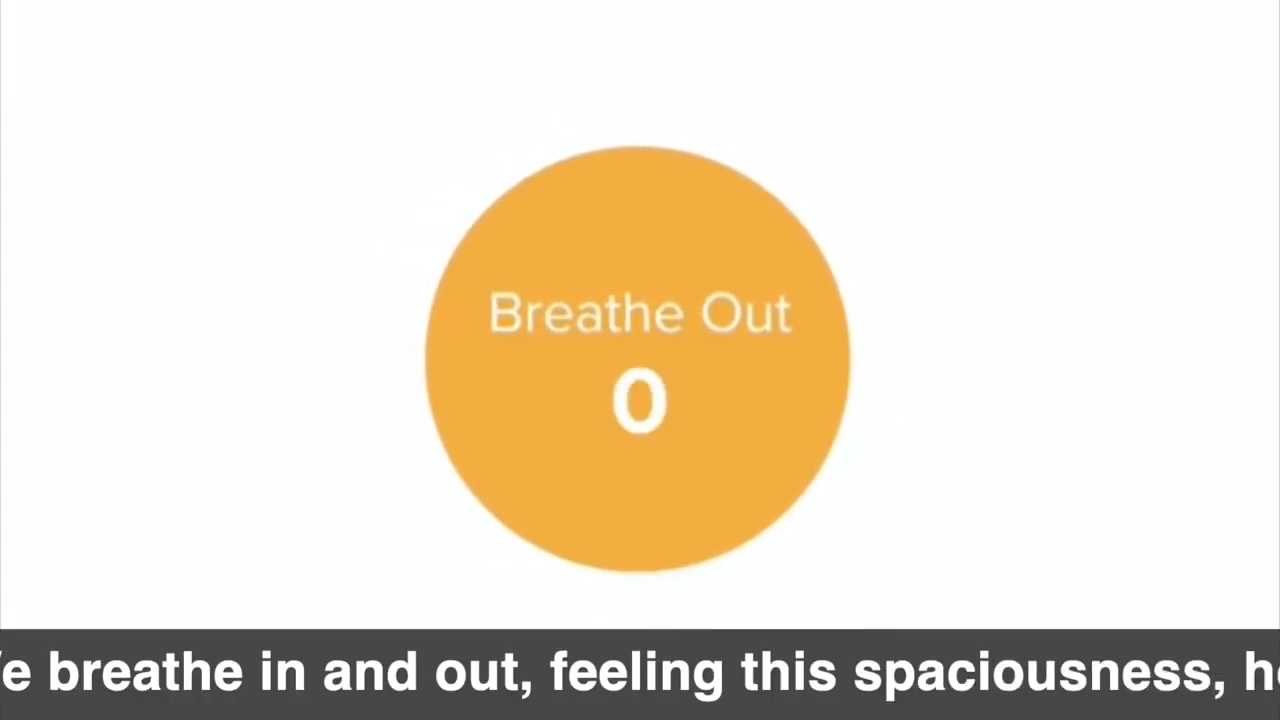 Breathe Out
0
breathe in and out, feeling this spaciousness,